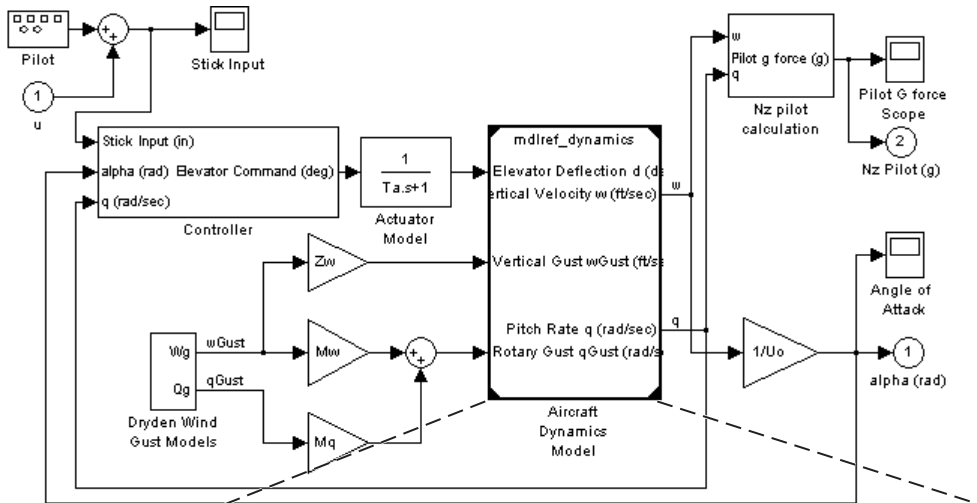 Pilot
1
u
Stick Input
Stick Input (in)
alpha (rad) Elevator Command (deg)
q (rad/sec)
Controller
1
Ta.s+1
Actuator
Model
mdlref_dynamics
Elevator Deflection d (de
ertical Velocity w (ft/sec)
Vertical Gust wGust (ft/se
Pitch Rate q (rad/sec)
Rotary Gust qGust (rad/s
Aircraft
Dynamics
Model
w
q
w
Pilot g force (g)
q
Nz pilot
calculation
Pilot G force
Scope
2
Nz Pilot (g)
Angle of
Attack
1/Uo
1
alpha (rad)
Zw
Mw
Mq
Wg
Qg
wGust
qGust
Dryden Wind
Gust Models